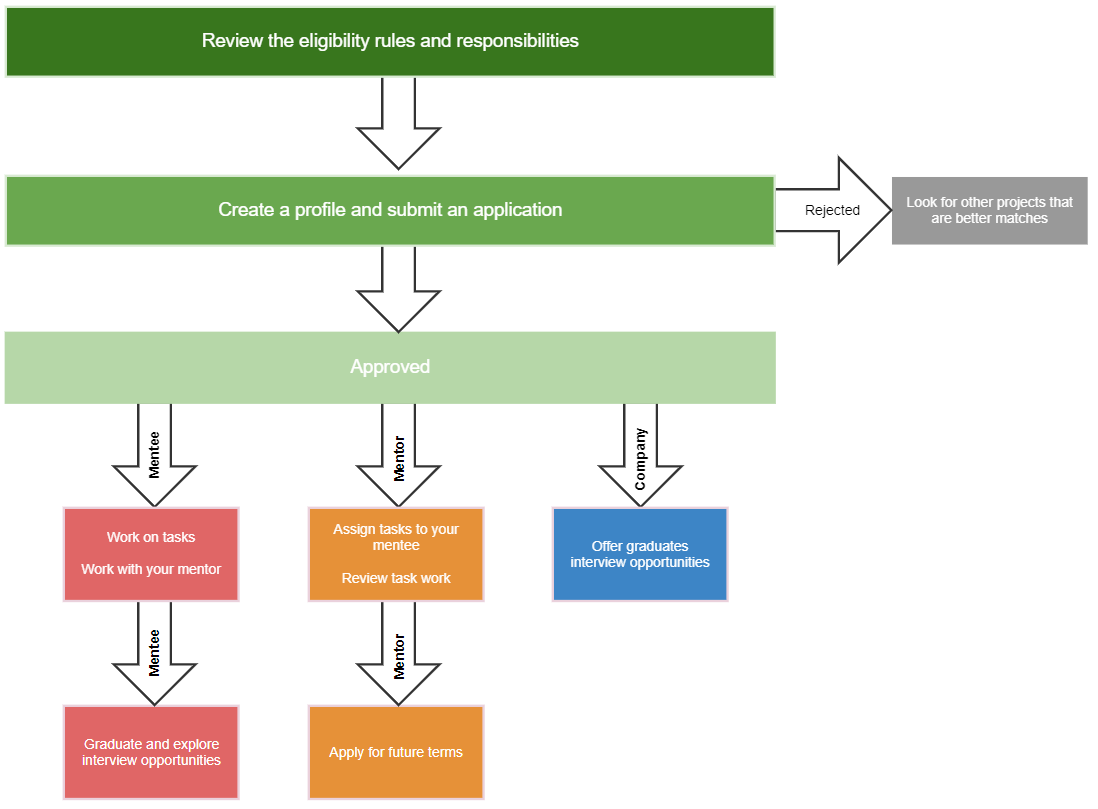 Review the eligibility rules and responsibilities
Create a profile and submit an application
Rejected
Look for other projects that
are better matches
Approved
Mentee
Mentor
Company
Work on tasks
Work with your mentor
Assign tasks to your
mentee
Review task work
Offer graduates
interview opportunities
Mentee
Mentor
Graduate and explore
interview opportunities
Apply for future terms